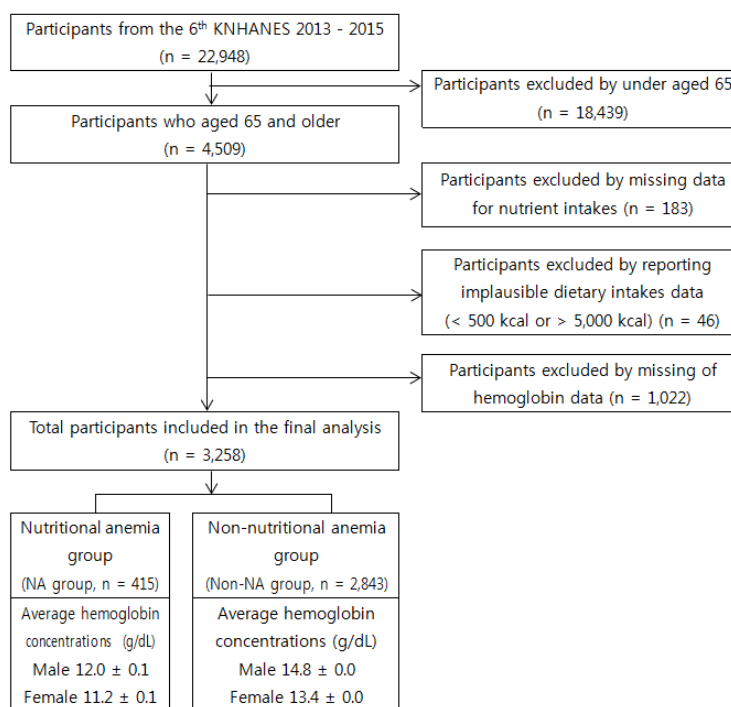 Participants from the 6th KNHANES 2013 - 2015
(n = 22,948)
Participants excluded by under aged 65
(n = 18,439)
Participants who aged 65 and older
(n = 4,509)
Participants excluded by missing data
for nutrient intakes (n = 183)
Participants excluded by reporting
implausible dietary intakes data
(< 500 kcal or > 5,000 kcal) (n = 46)
Participants excluded by missing of
hemoglobin data (n = 1,022)
Total participants included in the final analysis
(n = 3,258)
Nutritional anemia
group
(NA group, n = 415)
Average hemoglobin
concentrations (g/dL)
Male 12.0 ± 0.1
Female 11.2 ± 0.1
Non-nutritional anemia
group
(Non-NA group, n = 2,843)
Average hemoglobin
concentrations (g/dL)
Male 14.8 ± 0.0
Female 13.4 ± 0.0